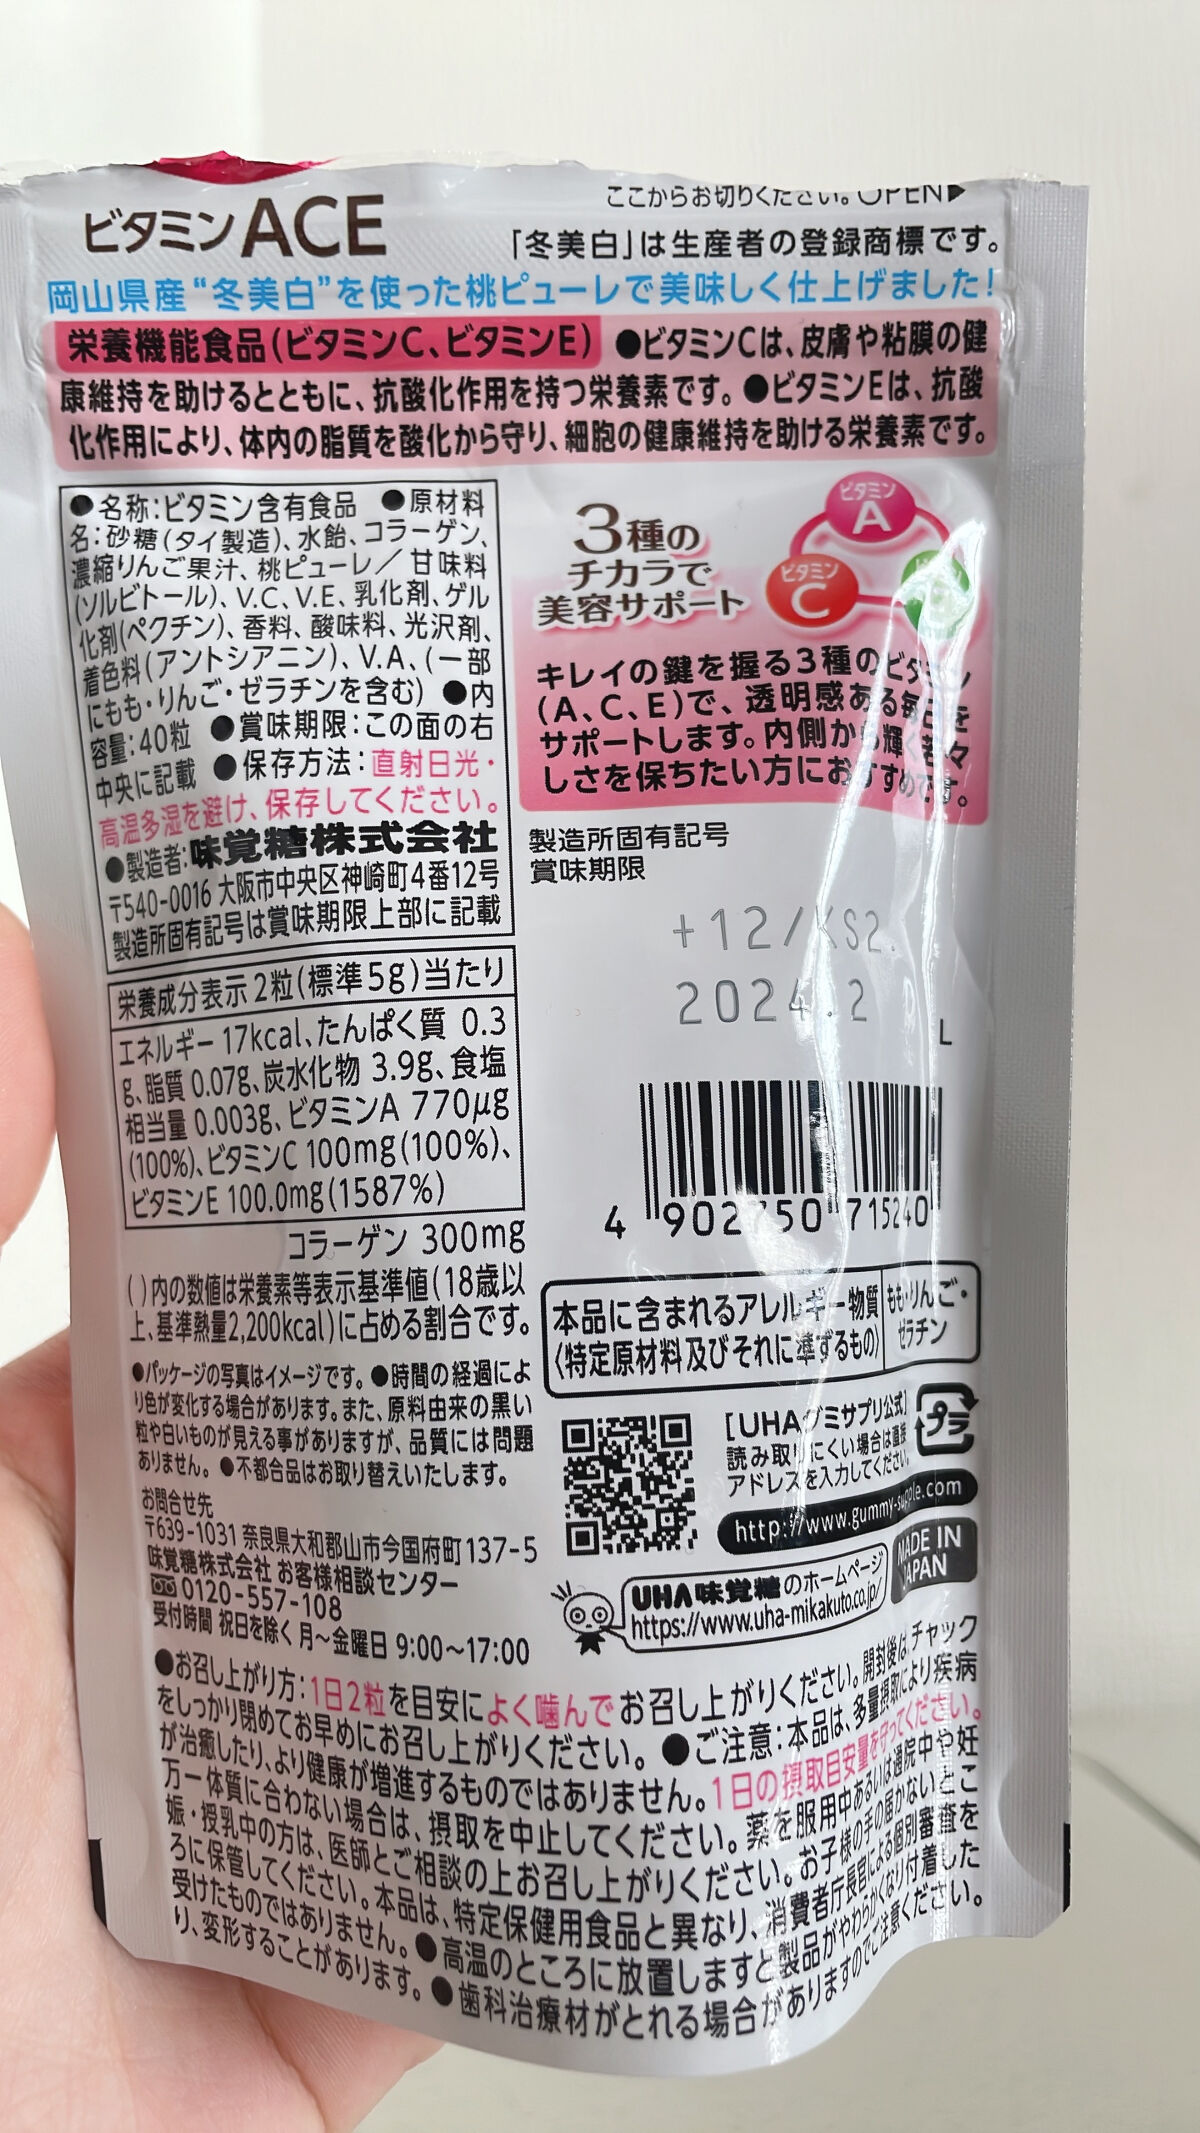 ここからお切りください。OPEN▶
ビタミンACE
「冬美白」は生産者の登録商標です。
岡山県産“冬美白”を使った桃ピューレで美味しく仕上げました!
栄養機能食品(ビタミンC、ビタミンE) ●ビタミンCは、皮膚や粘膜の健
康維持を助けるとともに、抗酸化作用を持つ栄養素です。●ビタミンEは、抗酸
化作用により、体内の脂質を酸化から守り、細胞の健康維持を助ける栄養素です。
●名称:ビタミン含有食品 ●原材料
名:砂糖(タイ製造)、水飴、コラーゲン、
濃縮りんご果汁、桃ピューレ/甘味料
(ソルビトール)、V.C、V.E、乳化剤、ゲル
化剤(ペクチン)、香料、酸味料、光沢剤、
着色料(アントシアニン)、V.A、(一部
にもも・りんご・ゼラチンを含む) ●内
容量:40粒 ●賞味期限:この面の右
中央に記載 ●保存方法:直射日光・
高温多湿を避け、保存してください。
●製造者:味覚糖株式会社
〒540-0016 大阪市中央区神崎町4番12号
製造所固有記号は賞味期限上部に記載
3種の
チカラで
美容サポート
ビタミン
A
ビタミン
C
キレイの鍵を握る3種のビタミン
(A、C、E)で、透明感ある毎日を
サポートします。内側から輝く若々
しさを保ちたい方におすすめです。
製造所固有記号
賞味期限
+12/KS2.
2024.2
L
栄養成分表示2粒(標準5g)当たり
エネルギー 17kcal、たんぱく質 0.3
g、脂質 0.07g、炭水化物 3.9g、食塩
相当量 0.003g、ビタミンA 770μg
(100%)、ビタミンC 100mg(100%)、
ビタミンE 100.0mg(1587%)
コラーゲン 300mg
( )内の数値は栄養素等表示基準値(18歳以
上、基準熱量2,200kcal)に占める割合です。
4 902750 715240
本品に含まれるアレルギー物質
(特定原材料及びそれに準ずるもの)
もも・りんご・
ゼラチン
●パッケージの写真はイメージです。●時間の経過によ
り色が変化する場合があります。また、原料由来の黒い
粒や白いものが見える事がありますが、品質には問題
ありません。●不都合品はお取り替えいたします。
お問合せ先
〒639-1031 奈良県大和郡山市今国府町137-5
味覚糖株式会社 お客様相談センター
0120-557-108
受付時間 祝日を除く 月～金曜日 9:00～17:00
[UHAグミサプリ公式]
読み取りにくい場合は直接
アドレスを入力してください。
http://www.gummy-supple.com
プラ
MADE IN
JAPAN
UHA味覚糖のホームページ
https://www.uha-mikakuto.co.jp/
●お召し上がり方:1日2粒を目安によく噛んでお召し上がりください。開封後は、チャック
をしっかり閉めてお早めにお召し上がりください。●ご注意:本品は、多量摂取により疾病
が治癒したり、より健康が増進するものではありません。1日の摂取目安量を守ってください。
万一体質に合わない場合は、摂取を中止してください。薬を服用中あるいは通院中や妊
娠・授乳中の方は、医師とご相談の上お召し上がりください。お子様の手の届かないとこ
ろに保管してください。本品は、特定保健用食品と異なり、消費者庁長官による個別審査を
受けたものではありません。●高温のところに放置しますと製品がやわらかくなり付着した
り、変形することがあります。●歯科治療材がとれる場合がありますのでご注意ください。